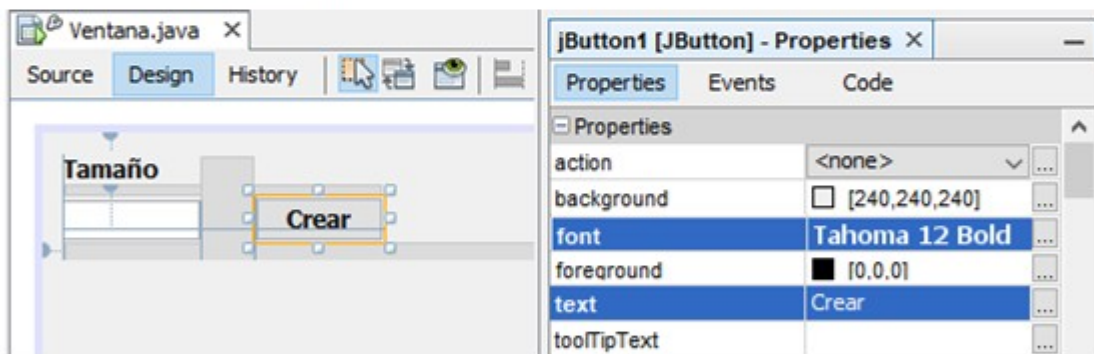 Ventana.java
Source Design History
Tamaño
Crear
jButton1 [JButton] - Properties
Properties Events Code
Properties
action <none> ...
background [240,240,240] ...
font Tahoma 12 Bold ...
foreground [0,0,0] ...
text Crear ...
toolTipText ...